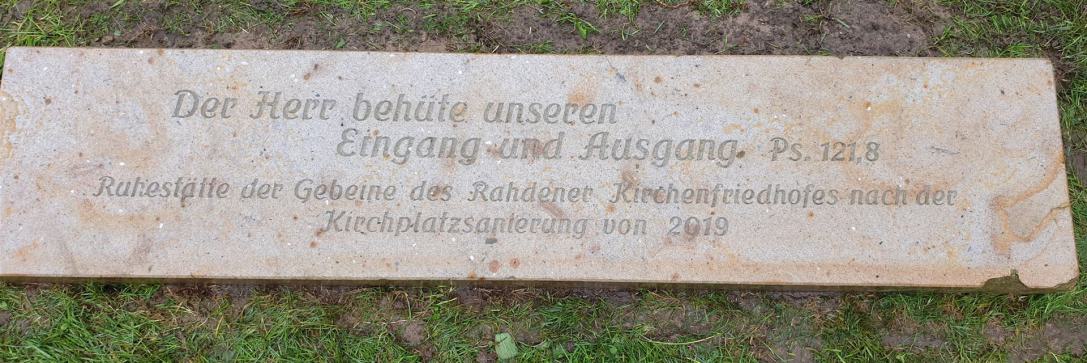 Der Herr behüte unseren
Eingang und Ausgang. Ps. 121,8
Ruhestätte der Gebeine des Rahdener Kirchenfriedhofes nach der
Kirchplatzsanierung von 2019